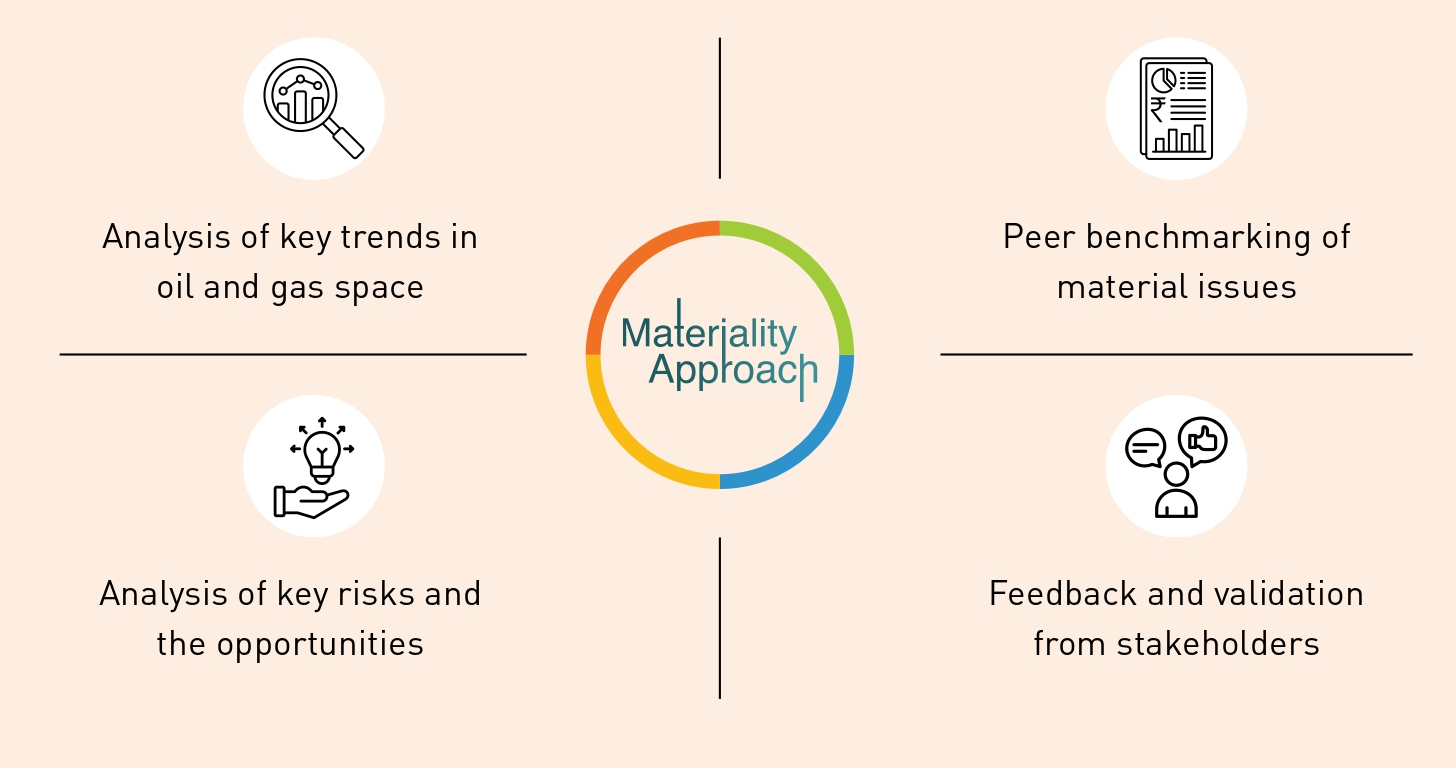 Analysis of key trends in
oil and gas space
Peer benchmarking of
material issues
₹
Materiality
Approach
Analysis of key risks and
the opportunities
Feedback and validation
from stakeholders